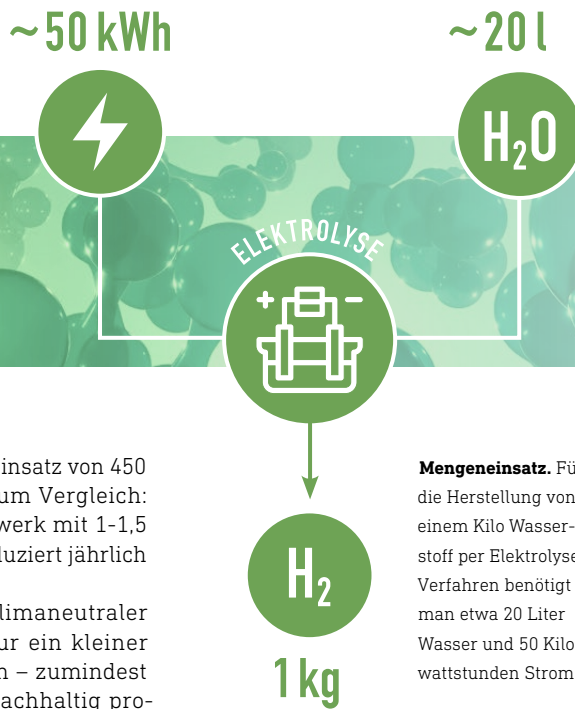 ~50 kWh
~20 l
H₂O
ELEKTROLYSE
+ –
H₂
1 kg
insatz von 450
um Vergleich:
werk mit 1-1,5
duziert jährlich
limaneutraler
ur ein kleiner
n – zumindest
achhaltig pro-
Mengeneinsatz. Fü
die Herstellung von
einem Kilo Wasser-
stoff per Elektrolyse
Verfahren benötigt
man etwa 20 Liter
Wasser und 50 Kilo
wattstunden Strom